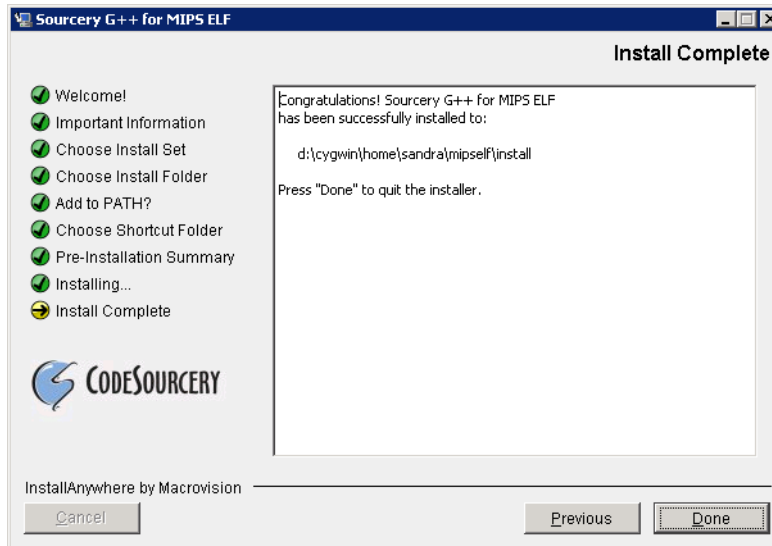 Sourcery G++ for MIPS ELF
Install Complete
Welcome!
Important Information
Choose Install Set
Choose Install Folder
Add to PATH?
Choose Shortcut Folder
Pre-Installation Summary
Installing...
Install Complete
CODESOURCERY
Congratulations! Sourcery G++ for MIPS ELF
has been successfully installed to:
d:\cygwin\home\sandra\mipself\install
Press "Done" to quit the installer.
InstallAnywhere by Macrovision
Cancel
Previous
Done